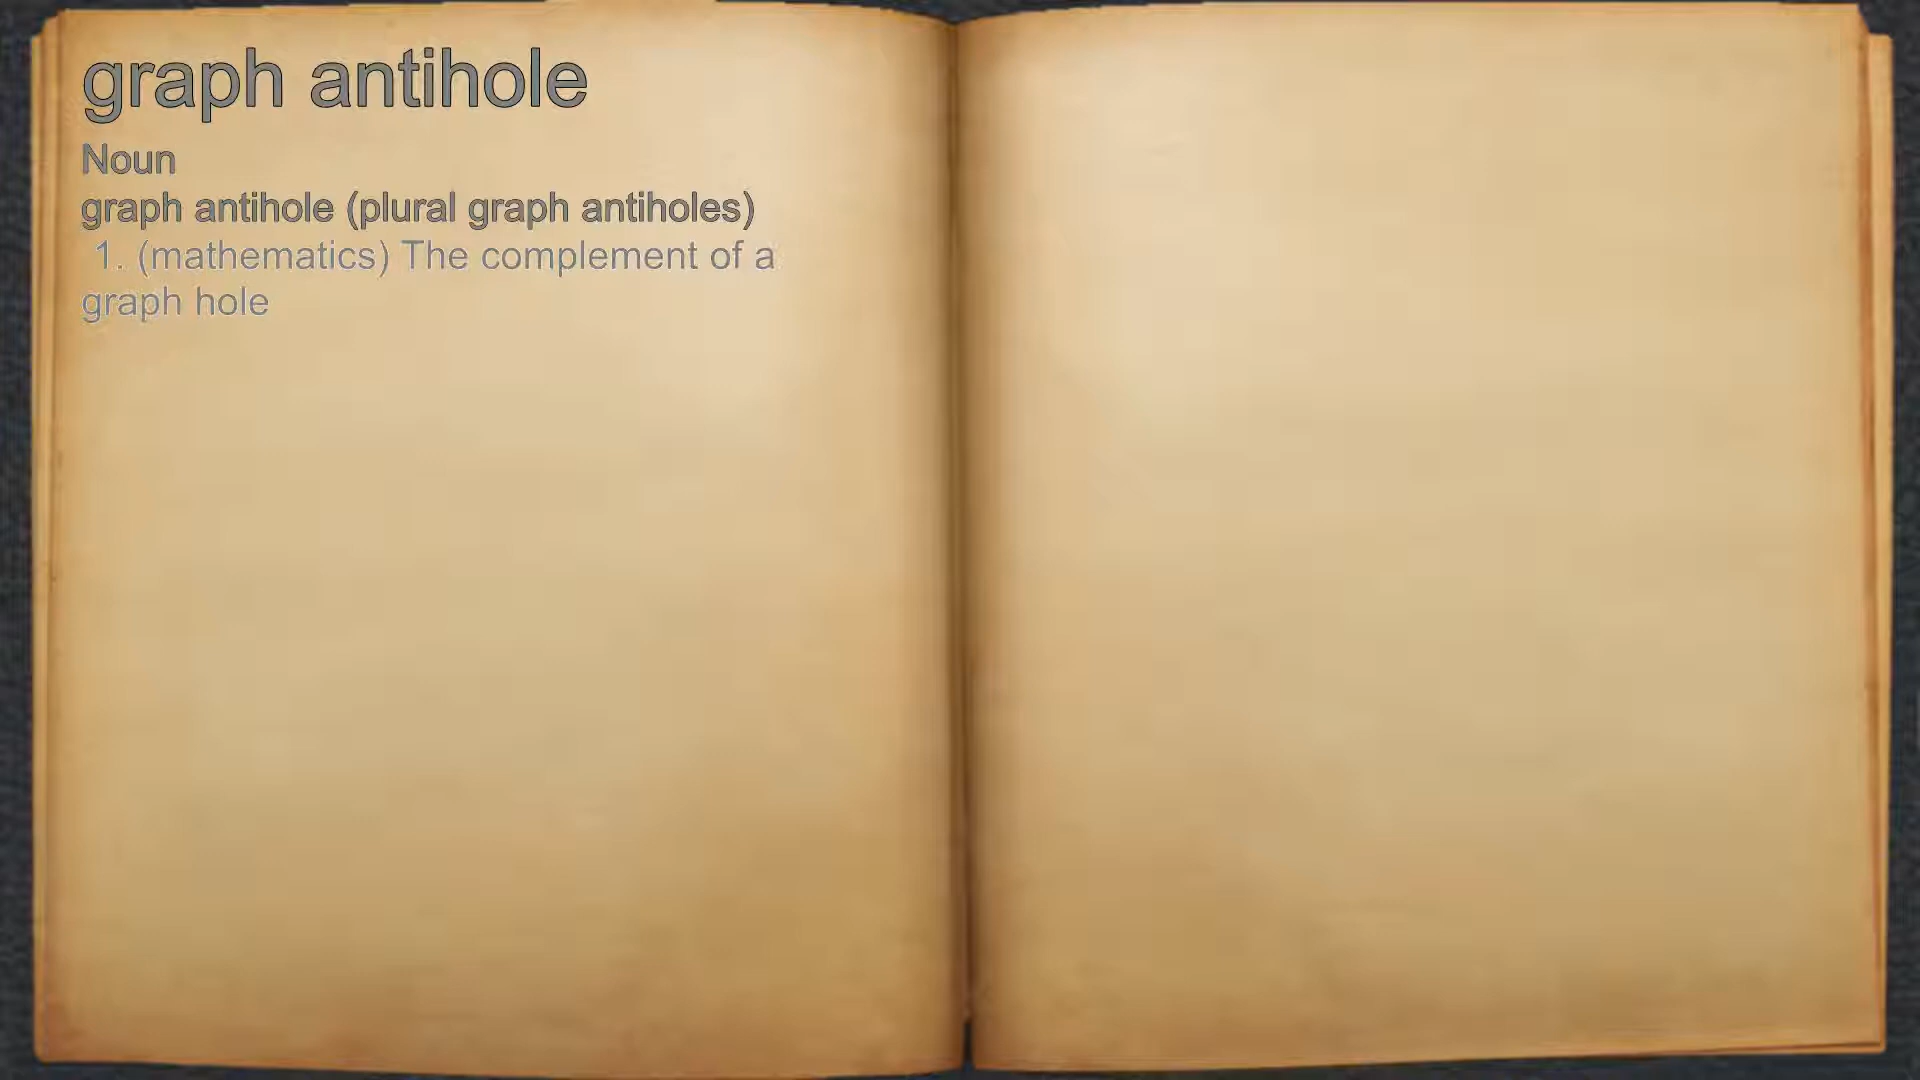 graph antihole
Noun
graph antihole (plural graph antiholes)
1. (mathematics) The complement of a
graph hole